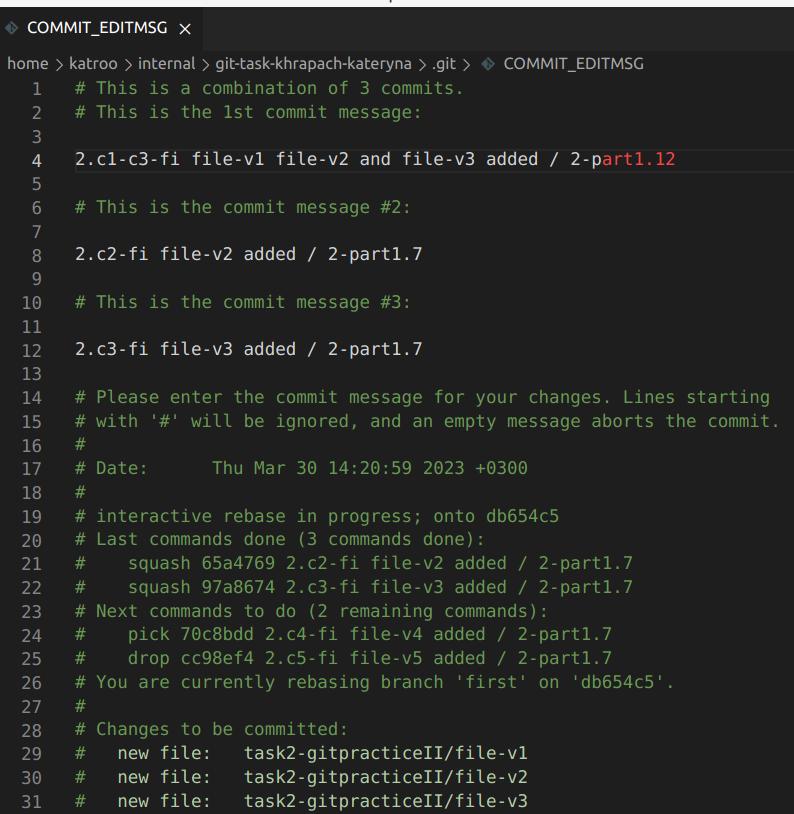 COMMIT_EDITMSG ×
home > katroo > internal > git-task-khrapach-kateryna > .git > COMMIT_EDITMSG
1 # This is a combination of 3 commits.
2 # This is the 1st commit message:
3
4 2.c1-c3-fi file-v1 file-v2 and file-v3 added / 2-part1.12
5
6 # This is the commit message #2:
7
8 2.c2-fi file-v2 added / 2-part1.7
9
10 # This is the commit message #3:
11
12 2.c3-fi file-v3 added / 2-part1.7
13
14 # Please enter the commit message for your changes. Lines starting
15 # with '#' will be ignored, and an empty message aborts the commit.
16 #
17 # Date:      Thu Mar 30 14:20:59 2023 +0300
18 #
19 # interactive rebase in progress; onto db654c5
20 # Last commands done (3 commands done):
21 #    squash 65a4769 2.c2-fi file-v2 added / 2-part1.7
22 #    squash 97a8674 2.c3-fi file-v3 added / 2-part1.7
23 # Next commands to do (2 remaining commands):
24 #    pick 70c8bdd 2.c4-fi file-v4 added / 2-part1.7
25 #    drop cc98ef4 2.c5-fi file-v5 added / 2-part1.7
26 # You are currently rebasing branch 'first' on 'db654c5'.
27 #
28 # Changes to be committed:
29 #   new file:   task2-gitpracticeII/file-v1
30 #   new file:   task2-gitpracticeII/file-v2
31 #   new file:   task2-gitpracticeII/file-v3